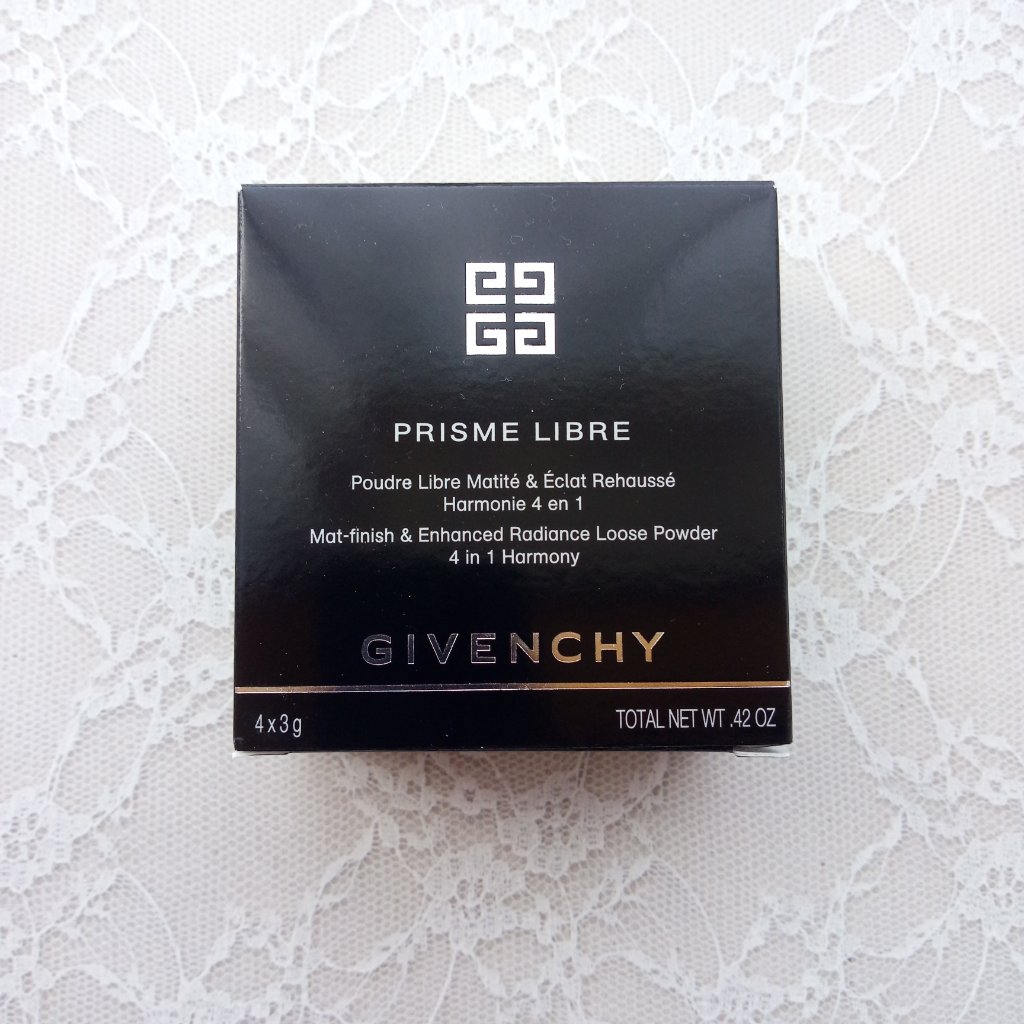 PRISME LIBRE
Poudre Libre Matité & Éclat Rehaussé
Harmonie 4 en 1
Mat-finish & Enhanced Radiance Loose Powder
4 in 1 Harmony
GIVENCHY
4 x 3 g
TOTAL NET WT .42 OZ